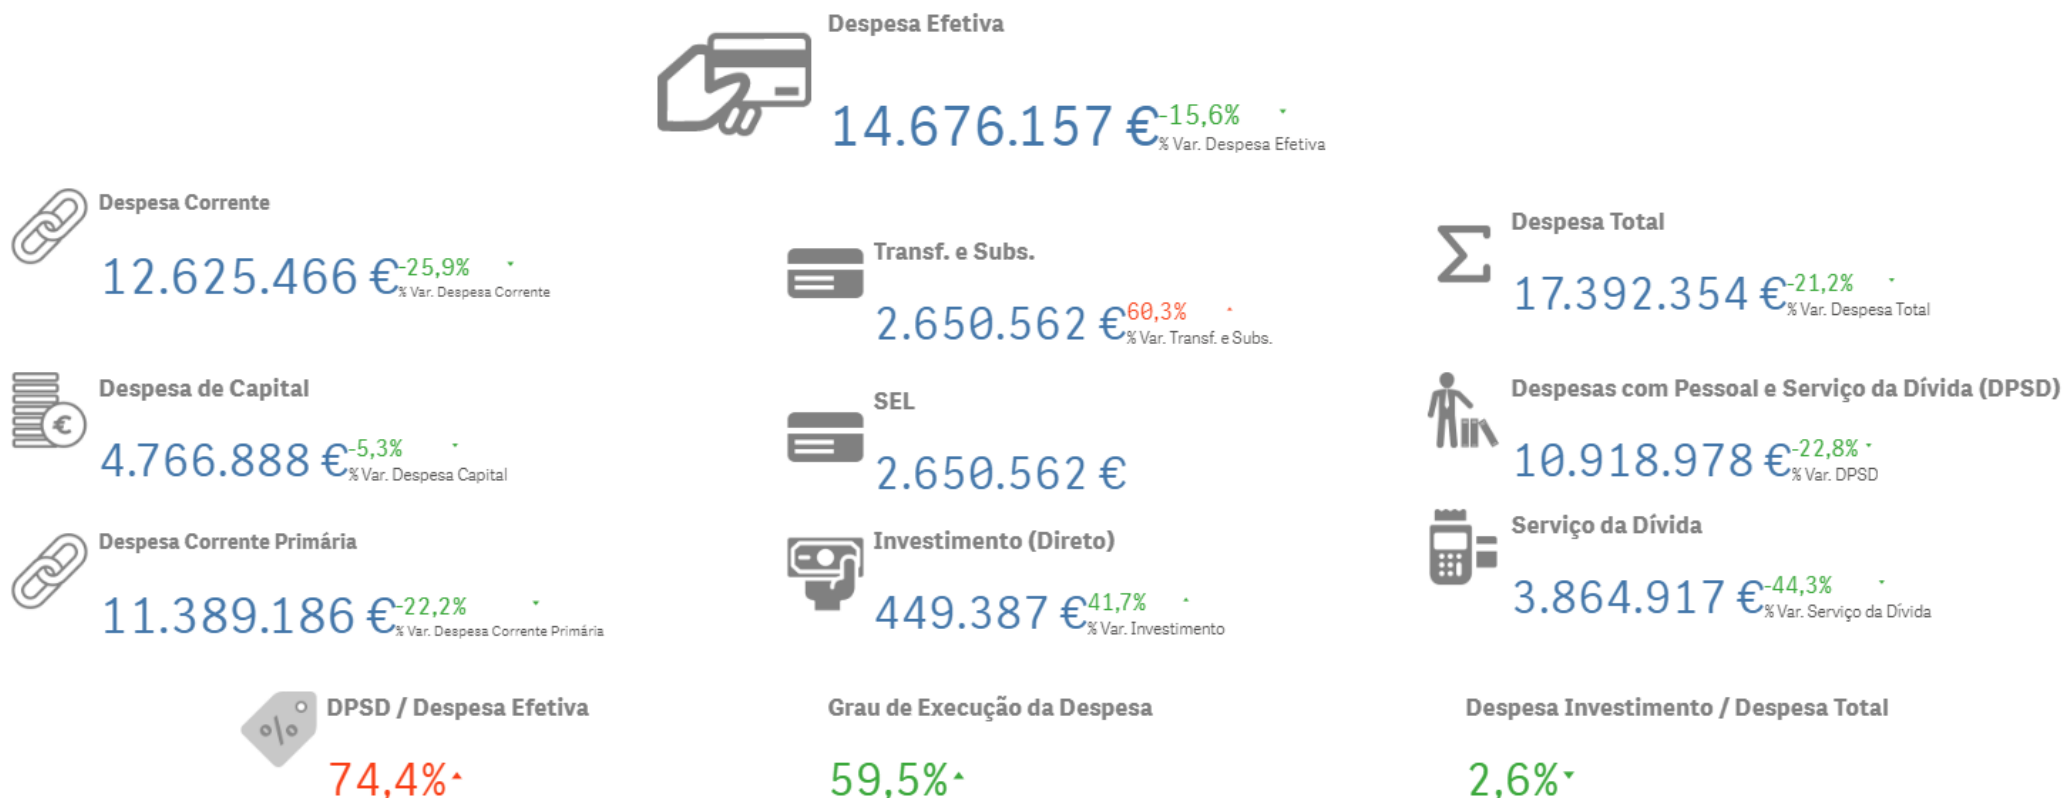 Despesa Efetiva
14.676.157 €
-15,6%
% Var. Despesa Efetiva
Despesa Corrente
12.625.466 €
-25,9%
% Var. Despesa Corrente
Transf. e Subs.
2.650.562 €
60,3%
% Var. Transf. e Subs.
Despesa Total
17.392.354 €
-21,2%
% Var. Despesa Total
Despesa de Capital
4.766.888 €
-5,3%
% Var. Despesa Capital
SEL
2.650.562 €
Despesas com Pessoal e Serviço da Dívida (DPSD)
10.918.978 €
-22,8%
% Var. DPSD
Despesa Corrente Primária
11.389.186 €
-22,2%
% Var. Despesa Corrente Primária
Investimento (Direto)
449.387 €
41,7%
% Var. Investimento
Serviço da Dívida
3.864.917 €
-44,3%
% Var. Serviço da Dívida
DPSD / Despesa Efetiva
74,4%
Grau de Execução da Despesa
59,5%
Despesa Investimento / Despesa Total
2,6%